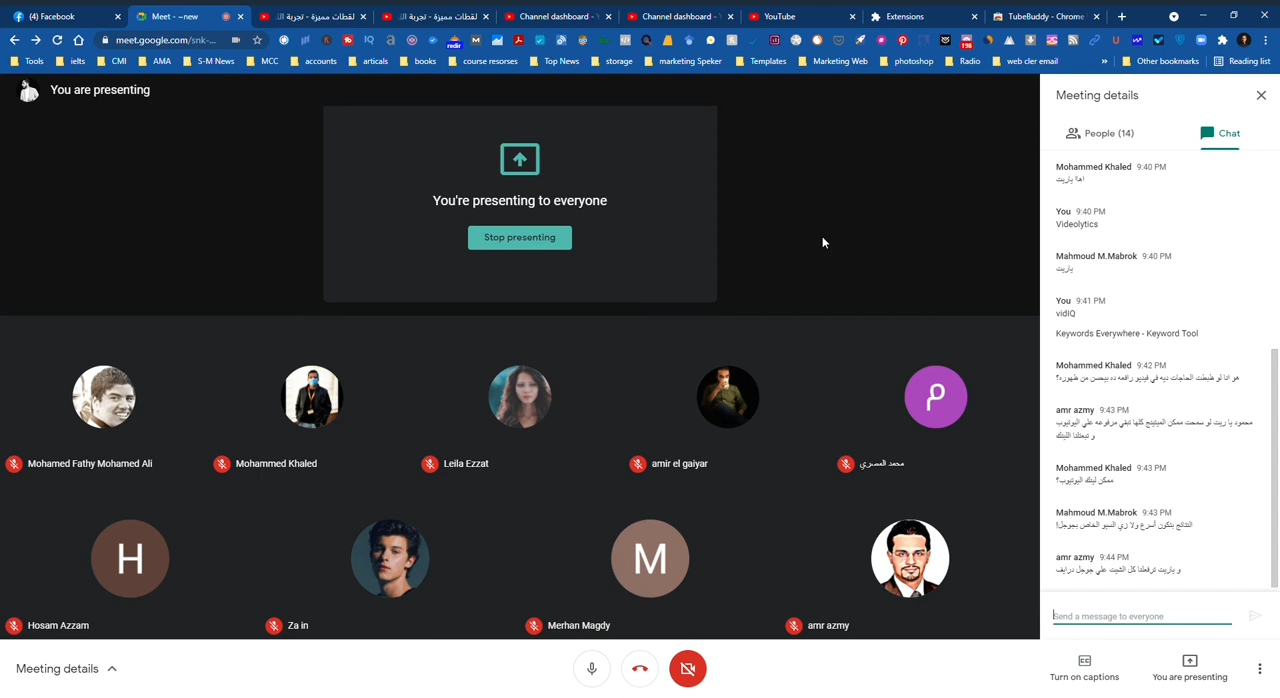 (4) Facebook
Meet - ~new
لقطات مميزة - تجربة الـ
لقطات مميزة - تجربة الـ
Channel dashboard - Y
Channel dashboard - Y
YouTube
Extensions
TubeBuddy - Chrome
meet.google.com/snk-...
redir
198
Tools
ielts
CMI
AMA
S-M News
MCC
accounts
articals
books
course resorses
Top News
storage
marketing Speker
Templates
Marketing Web
photoshop
Radio
web cler email
»
Other bookmarks
Reading list
You are presenting
You're presenting to everyone
Stop presenting
Mohamed Fathy Mohamed Ali
Mohammed Khaled
Leila Ezzat
amir el gaiyar
م
محمد المصري
H
Hosam Azzam
Za in
M
Merhan Magdy
amr azmy
Meeting details
Meeting details
People (14)
Chat
Mohammed Khaled 9:40 PM
اها! ياريت
You 9:40 PM
Videolytics
Mahmoud M.Mabrok 9:40 PM
ياريت
You 9:41 PM
vidIQ
Keywords Everywhere - Keyword Tool
Mohammed Khaled 9:42 PM
هو انا لو ظبطت الحاجات ديه في فيديو رافعه ده بيحسن من ظهوره؟
amr azmy 9:43 PM
محمود يا ريت لو سمحت ممكن الميتينج كلها تبقي مرفوعه علي اليوتيوب
و تبعتلنا اللينك
Mohammed Khaled 9:43 PM
ممكن لينك اليوتيوب؟
Mahmoud M.Mabrok 9:43 PM
النتائج بتكون أسرع ولا زي السيو الخاص بجوجل!
amr azmy 9:44 PM
و ياريت ترفعلنا كل الشيت علي جوجل درايف
Send a message to everyone
Turn on captions
You are presenting